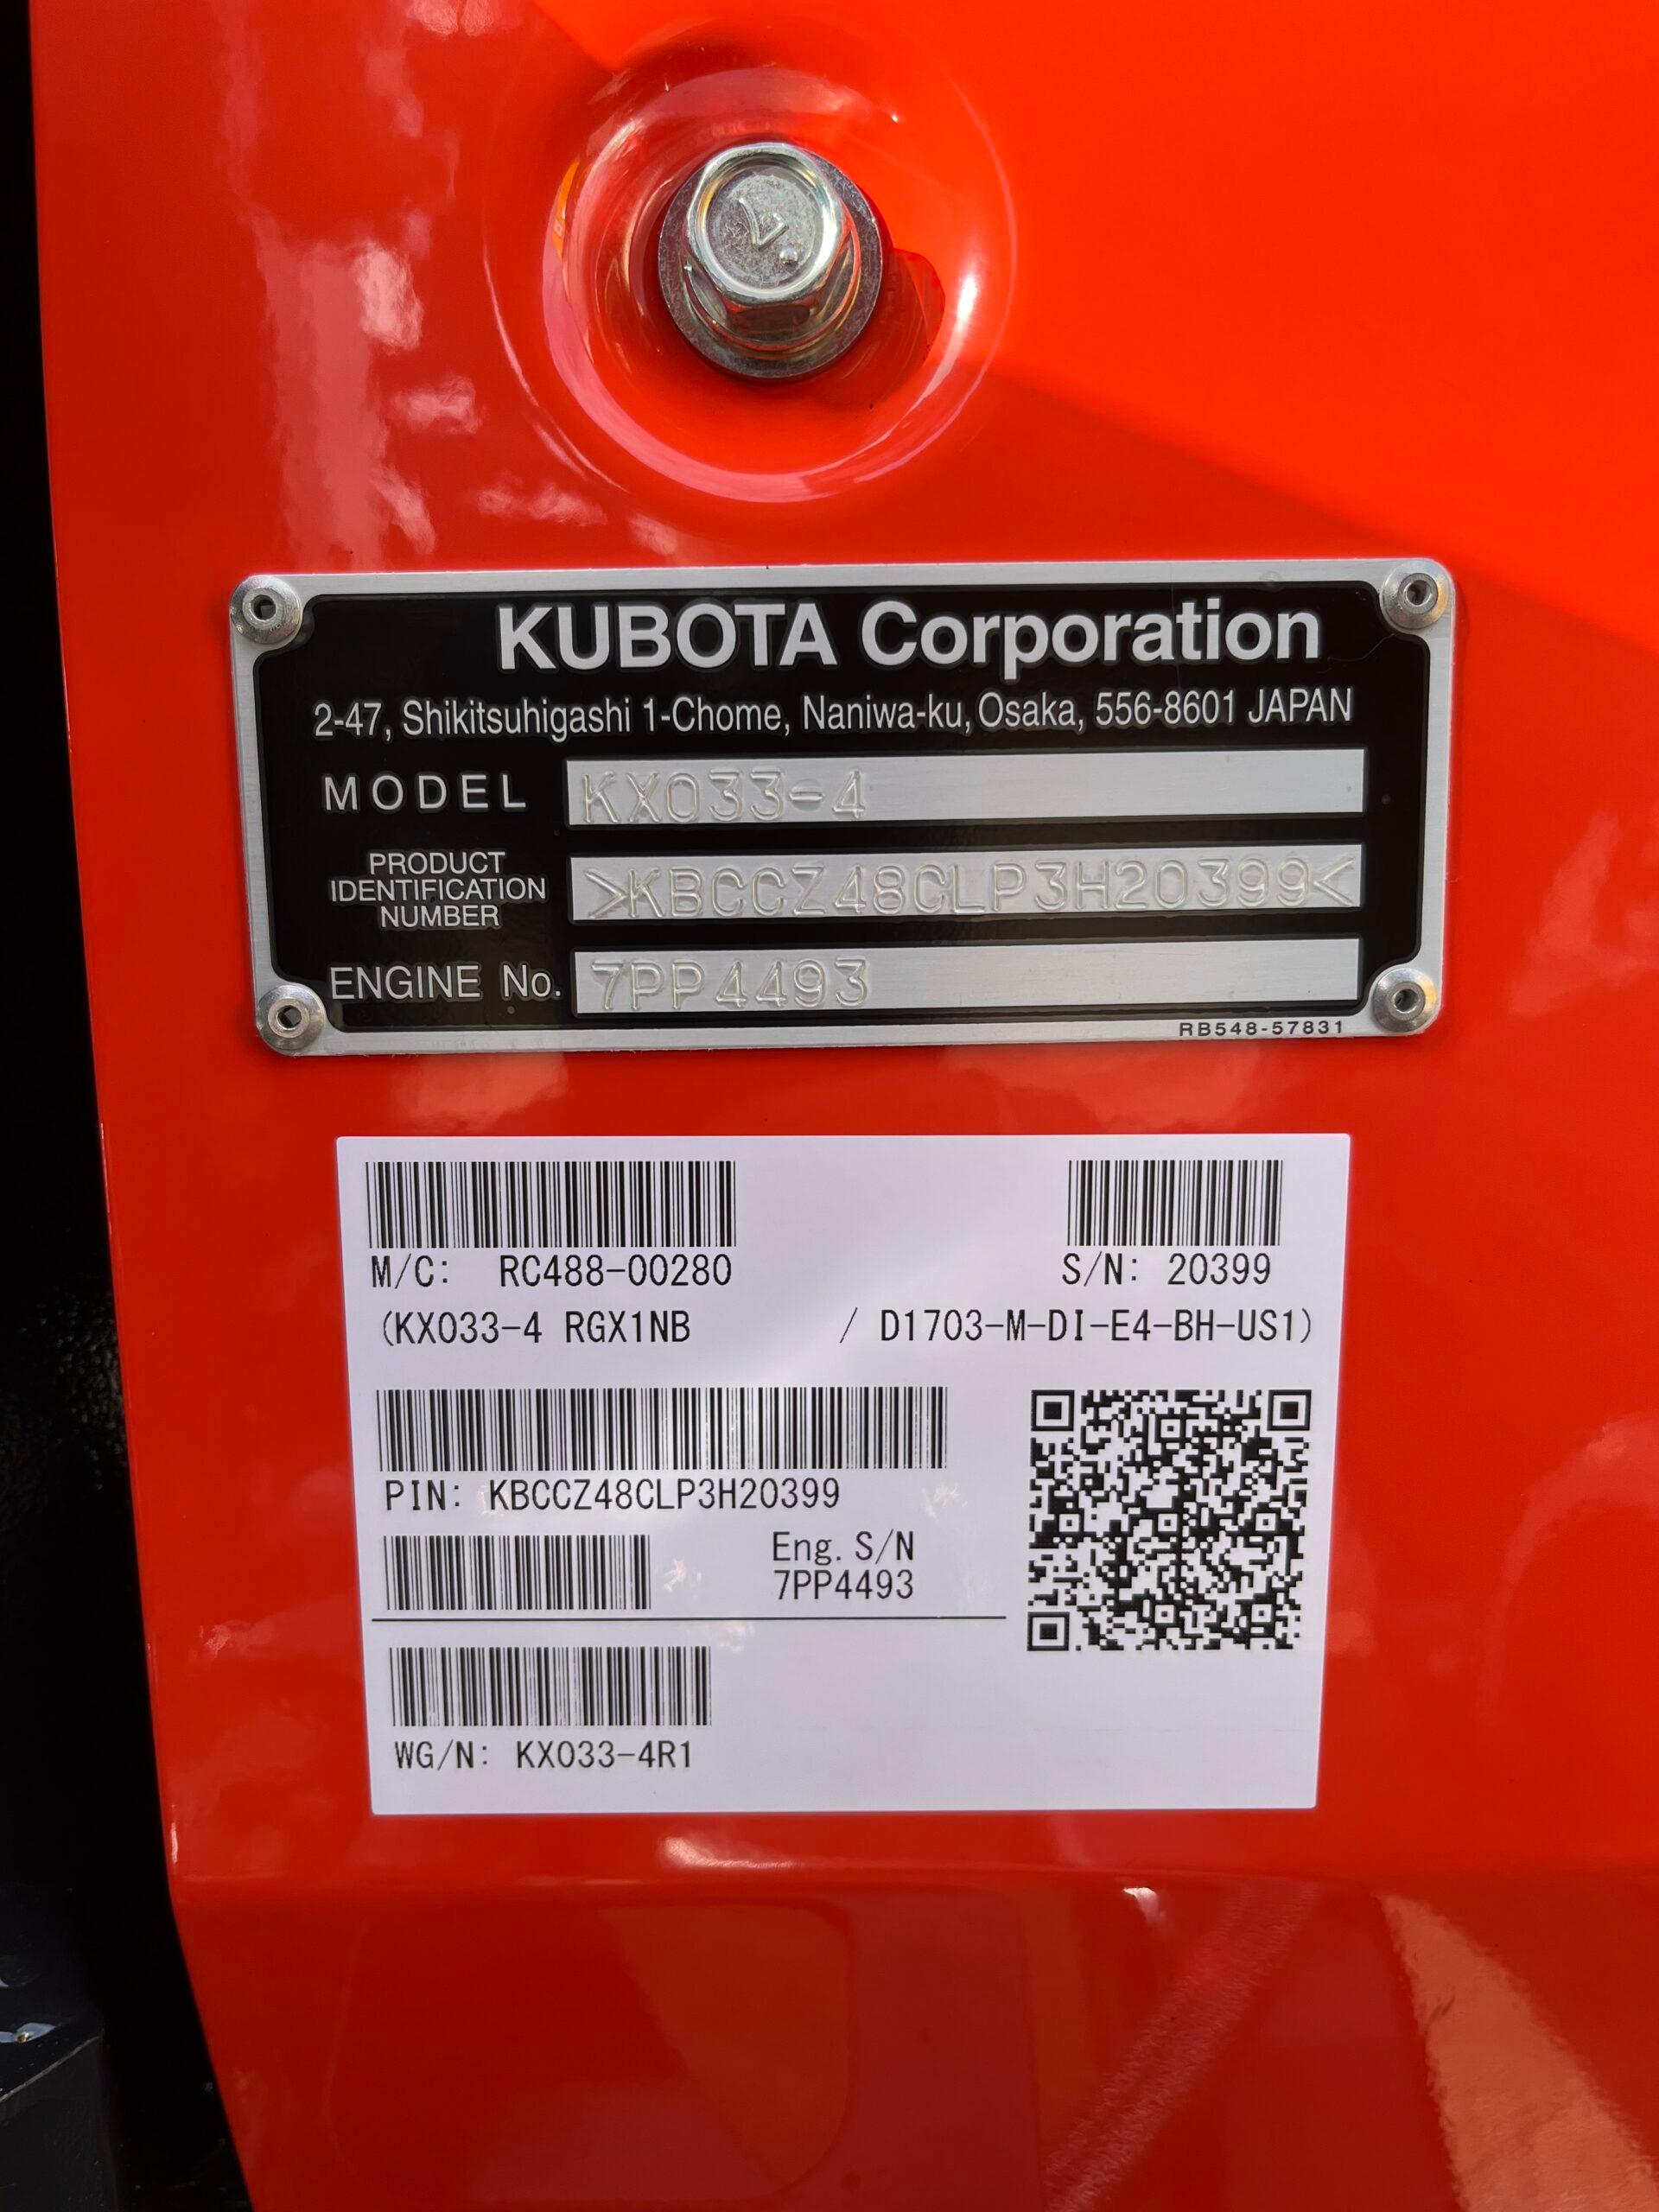 7
KUBOTA Corporation
2-47, Shikitsuhigashi 1-Chome, Naniwa-ku, Osaka, 556-8601 JAPAN
MODEL KX033-4
PRODUCT
IDENTIFICATION
NUMBER
>KBCCZ48CLP3H20399<
ENGINE No. 7PP4493
RB548-57831
M/C: RC488-00280 S/N: 20399
(KX033-4 RGX1NB / D1703-M-DI-E4-BH-US1)
PIN: KBCCZ48CLP3H20399
Eng. S/N
7PP4493
WG/N: KX033-4R1